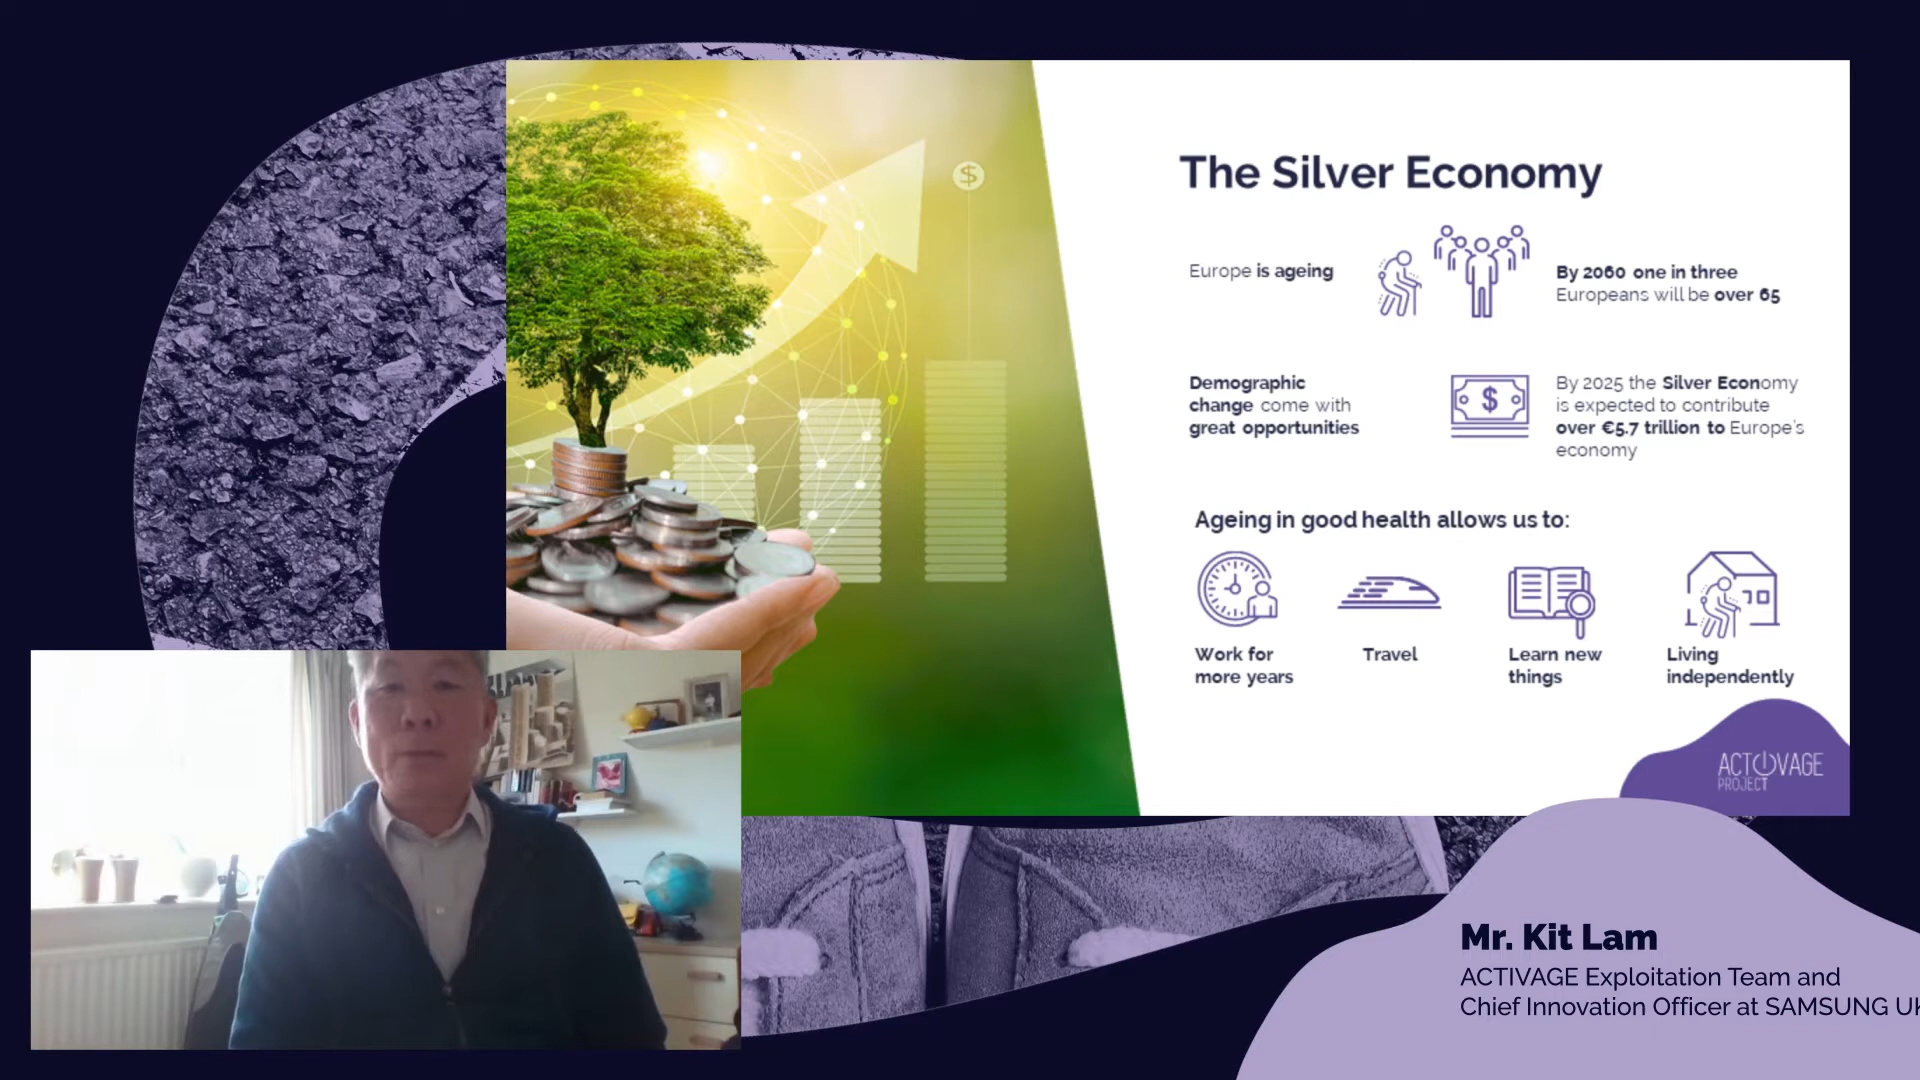 The Silver Economy
Europe is ageing
By 2060 one in three
Europeans will be over 65
Demographic
change come with
great opportunities
$
$
By 2025 the Silver Economy
is expected to contribute
over €5.7 trillion to Europe's
economy
Ageing in good health allows us to:
Work for
more years
Travel
Learn new
things
Living
independently
ACTIVAGE
PROJECT
Mr. Kit Lam
ACTIVAGE Exploitation Team and
Chief Innovation Officer at SAMSUNG UK